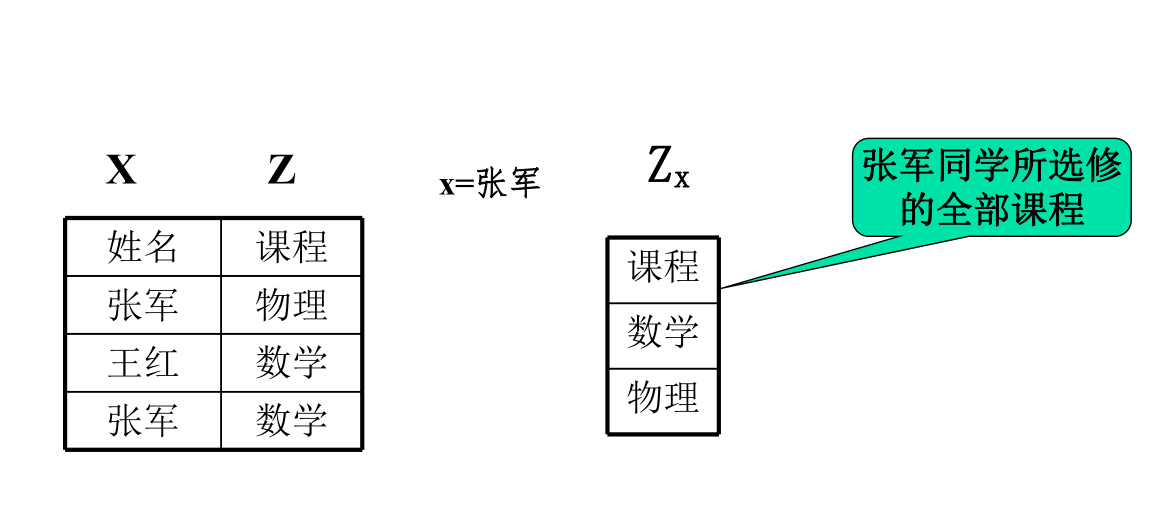 X Z
x=张军
Zx
张军同学所选修
的全部课程
姓名 课程
张军 物理
王红 数学
张军 数学
课程
数学
物理